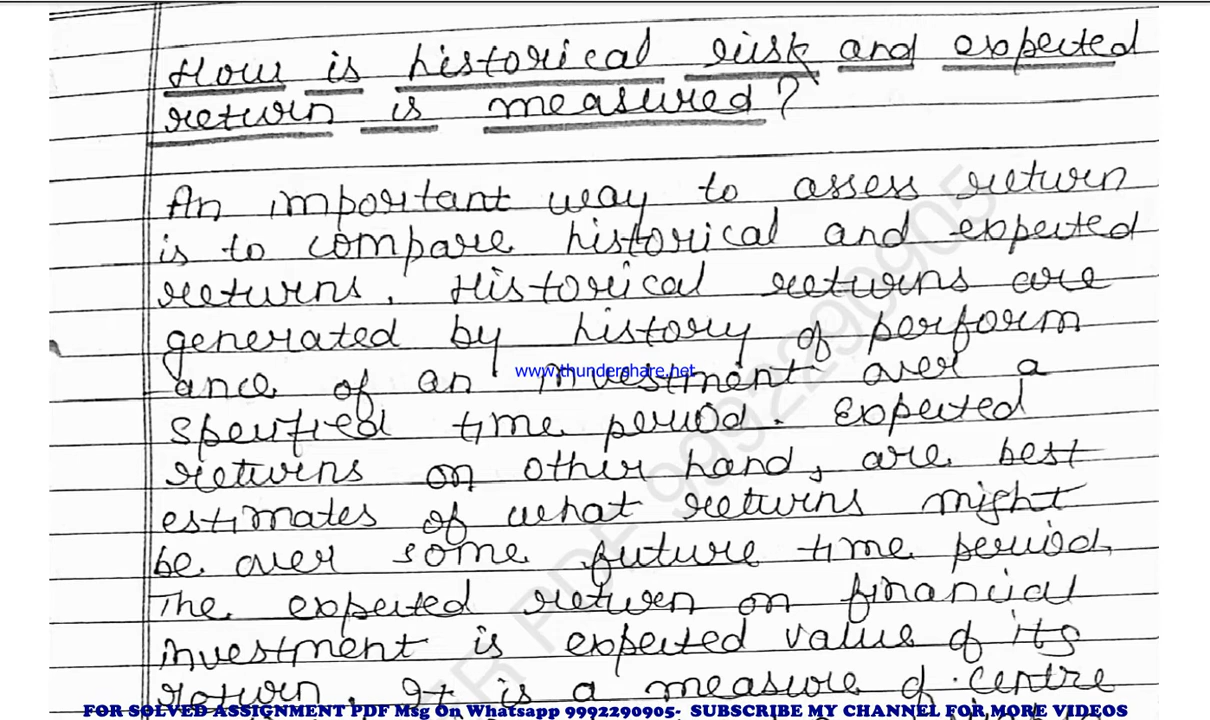 How is historical risk and expected
return is measured?
An important way to assess return
is to compare historical and expected
returns. Historical returns are
generated by history of perform
ance of an investment over a
specified time period. Expected
returns on other hand, are best
estimates of what returns might
be over some future time period.
The expected return on financial
investment is expected value of its
return. It is a measure of centre
www.thundershare.net
PDF- 9992290905
FOR SOLVED ASSIGNMENT PDF Msg On Whatsapp 9992290905- SUBSCRIBE MY CHANNEL FOR MORE VIDEOS